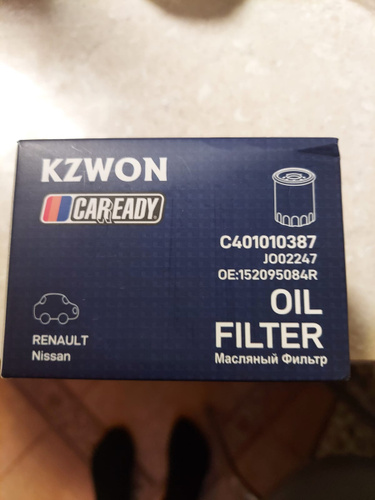 KZWON
CAREADY
C401010387
JO02247
OE:152095084R
OIL
FILTER
Масляный Фильтр
RENAULT
Nissan